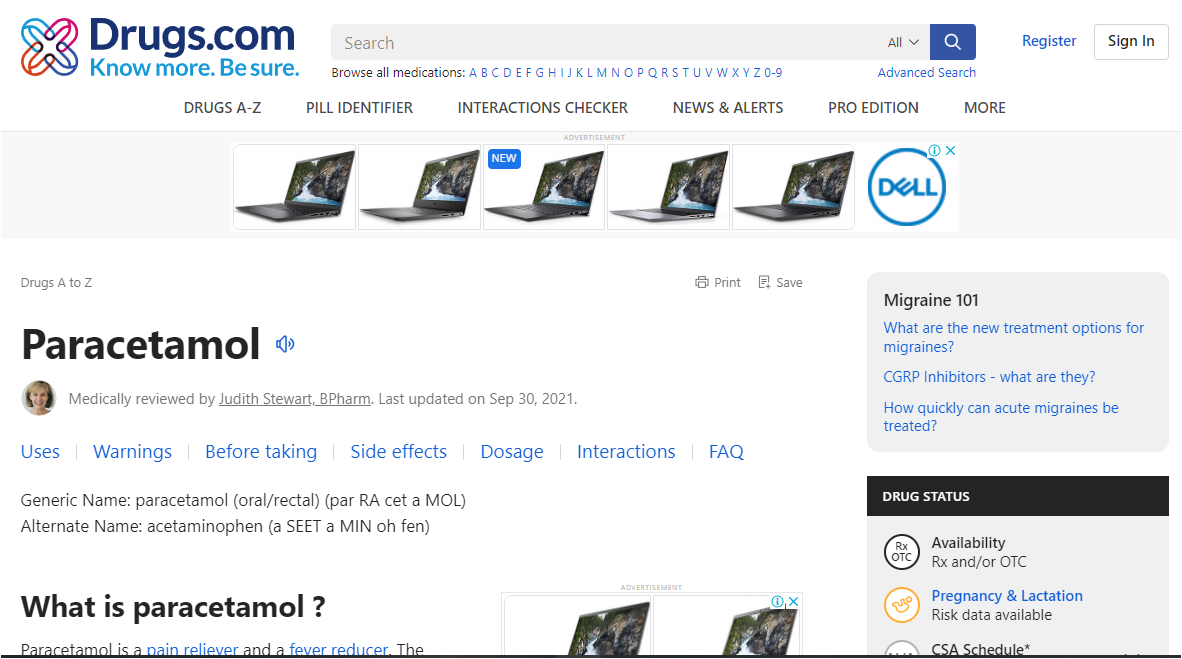 Drugs.com
Know more. Be sure.
Search
All
Register
Sign In
Browse all medications: A B C D E F G H I J K L M N O P Q R S T U V W X Y Z 0-9
Advanced Search
DRUGS A-Z
PILL IDENTIFIER
INTERACTIONS CHECKER
NEWS & ALERTS
PRO EDITION
MORE
ADVERTISEMENT
NEW
DELL
Drugs A to Z
Print
Save
Paracetamol
Medically reviewed by Judith Stewart, BPharm. Last updated on Sep 30, 2021.
Uses
Warnings
Before taking
Side effects
Dosage
Interactions
FAQ
Generic Name: paracetamol (oral/rectal) (par RA cet a MOL)
Alternate Name: acetaminophen (a SEET a MIN oh fen)
What is paracetamol ?
Paracetamol is a pain reliever and a fever reducer. The
ADVERTISEMENT
Migraine 101
What are the new treatment options for
migraines?
CGRP Inhibitors - what are they?
How quickly can acute migraines be
treated?
DRUG STATUS
Rx
OTC
Availability
Rx and/or OTC
Pregnancy & Lactation
Risk data available
CSA Schedule*